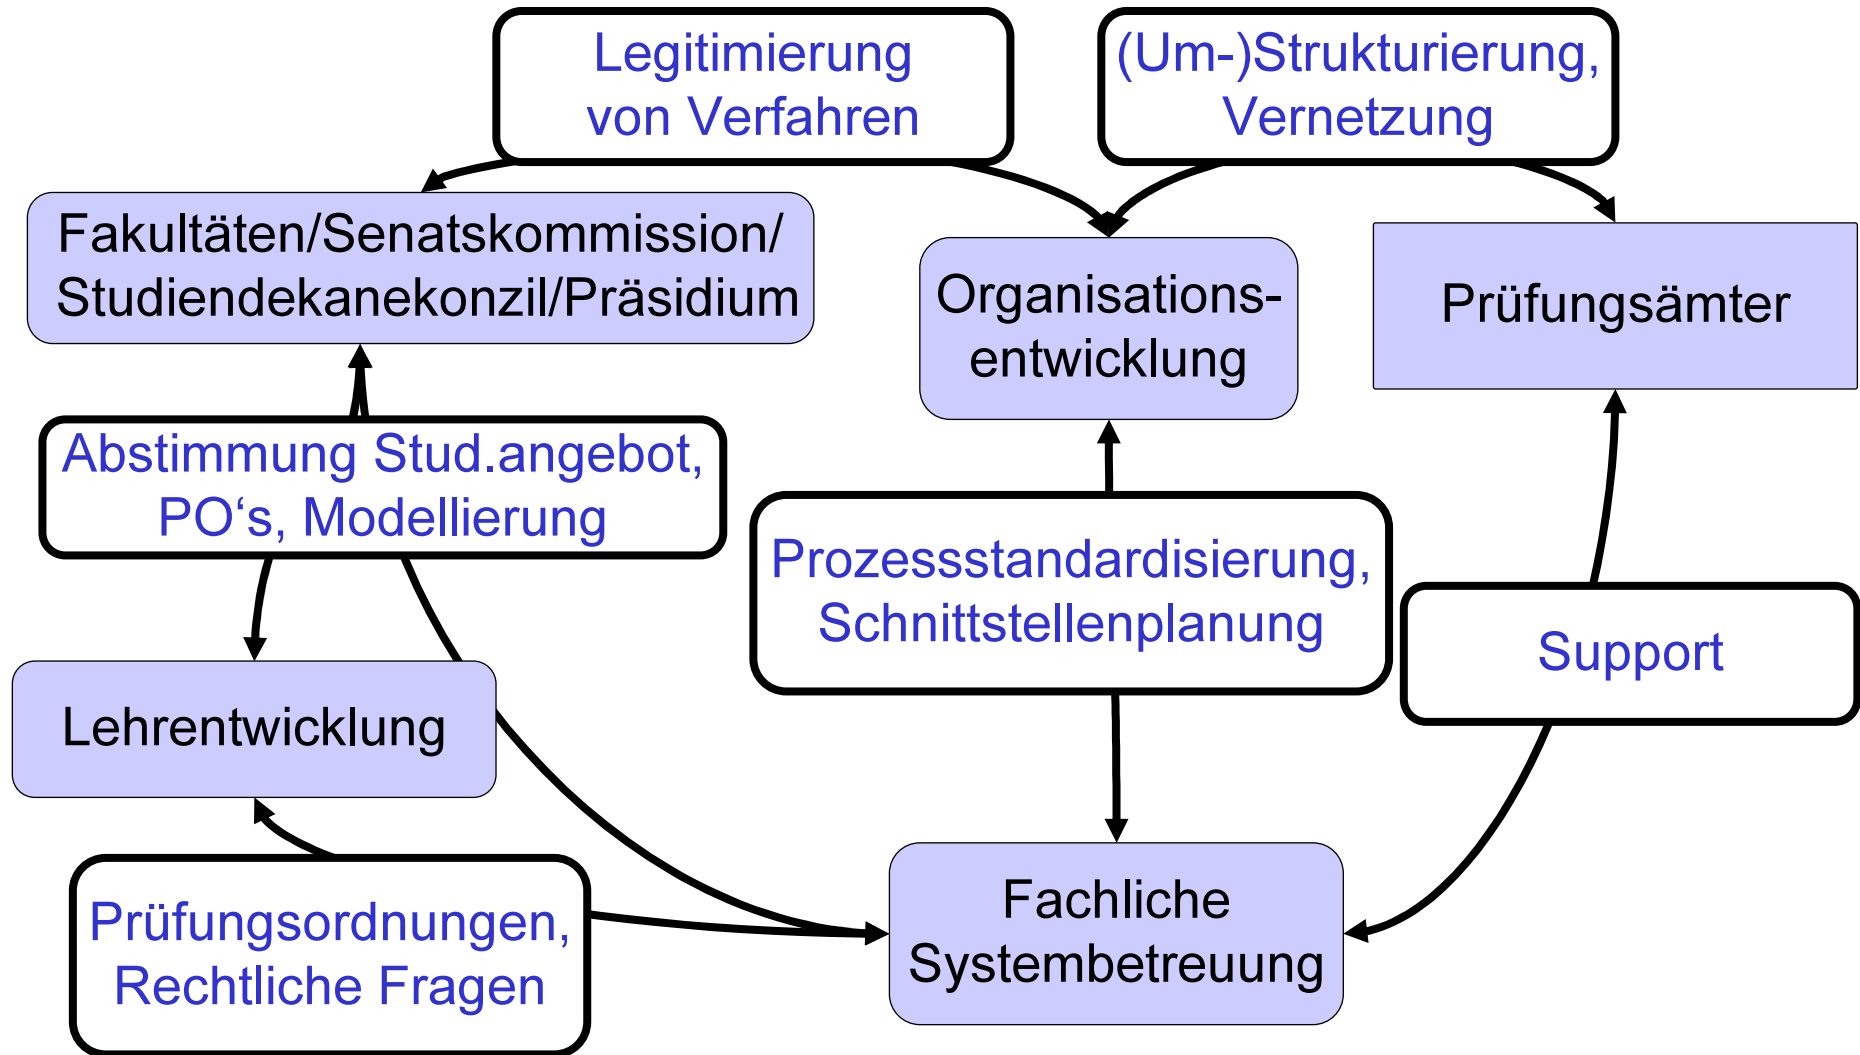 Legitimierung
von Verfahren
(Um-)Strukturierung,
Vernetzung
Fakultäten/Senatskommission/
Studiendekanekonzil/Präsidium
Organisations-
entwicklung
Prüfungsämter
Abstimmung Stud.angebot,
PO‘s, Modellierung
Prozessstandardisierung,
Schnittstellenplanung
Support
Lehrentwicklung
Prüfungsordnungen,
Rechtliche Fragen
Fachliche
Systembetreuung